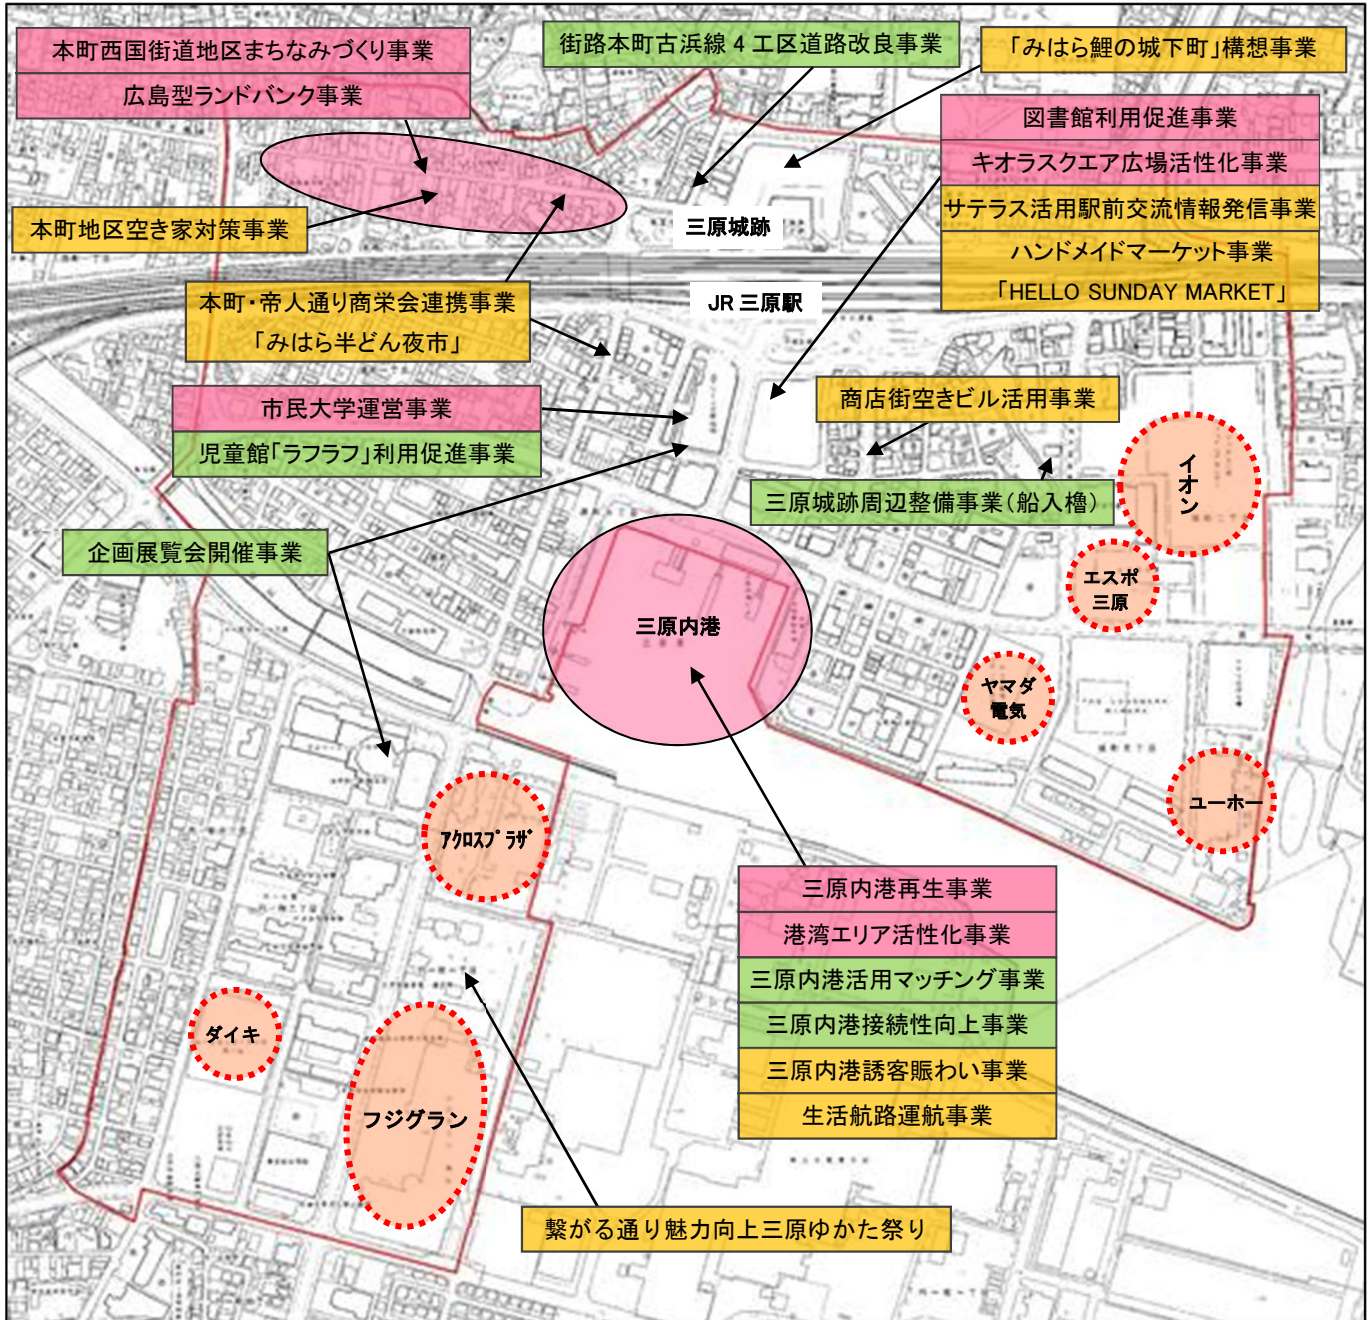 本町西国街道地区まちなみづくり事業
広島型ランドバンク事業
街路本町古浜線4工区道路改良事業
「みはら鯉の城下町」構想事業
図書館利用促進事業
キオラスクエア広場活性化事業
サテラス活用駅前交流情報発信事業
ハンドメイドマーケット事業
「HELLO SUNDAY MARKET」
本町地区空き家対策事業
三原城跡
JR 三原駅
本町・帝人通り商栄会連携事業
「みはら半どん夜市」
市民大学運営事業
児童館「ラフラフ」利用促進事業
商店街空きビル活用事業
三原城跡周辺整備事業(船入櫓)
イオン
企画展覧会開催事業
エスポ
三原
三原内港
ヤマダ
電気
ユーホー
アクロスプラザ
三原内港再生事業
港湾エリア活性化事業
三原内港活用マッチング事業
三原内港接続性向上事業
三原内港誘客賑わい事業
生活航路運航事業
ダイキ
フジグラン
繋がる通り魅力向上三原ゆかた祭り